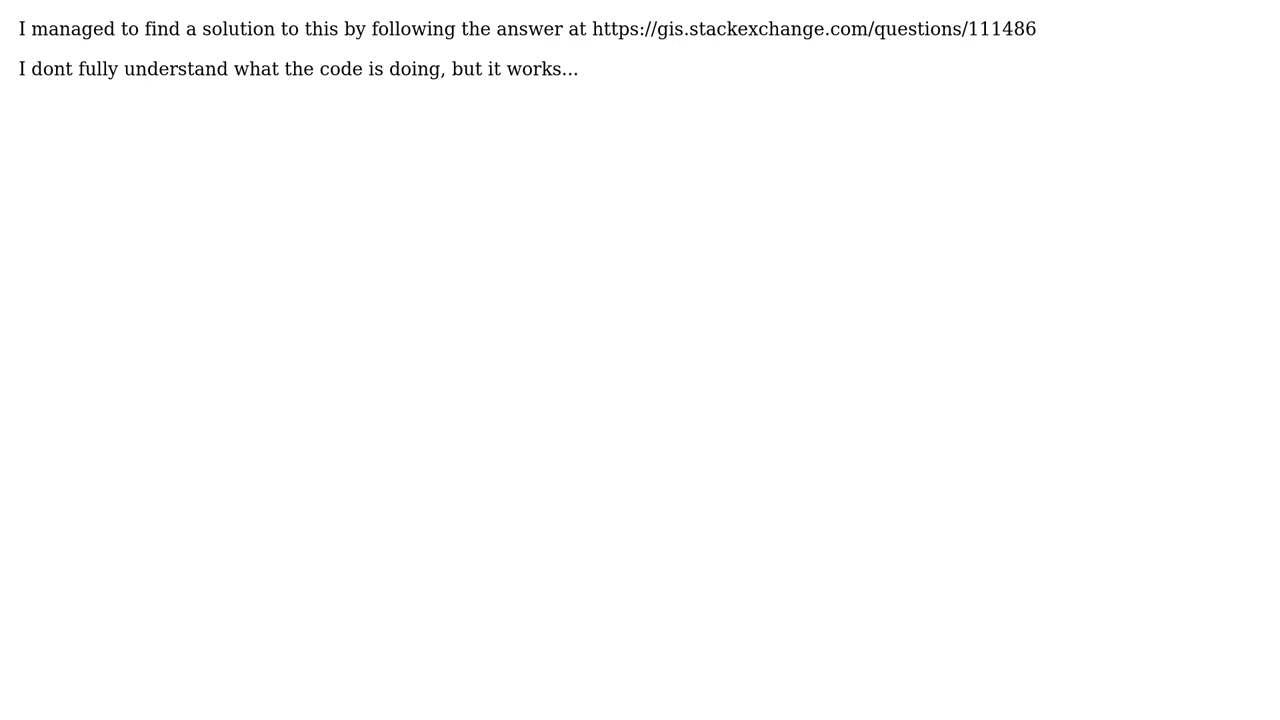 I managed to find a solution to this by following the answer at https://gis.stackexchange.com/questions/111486
I dont fully understand what the code is doing, but it works...